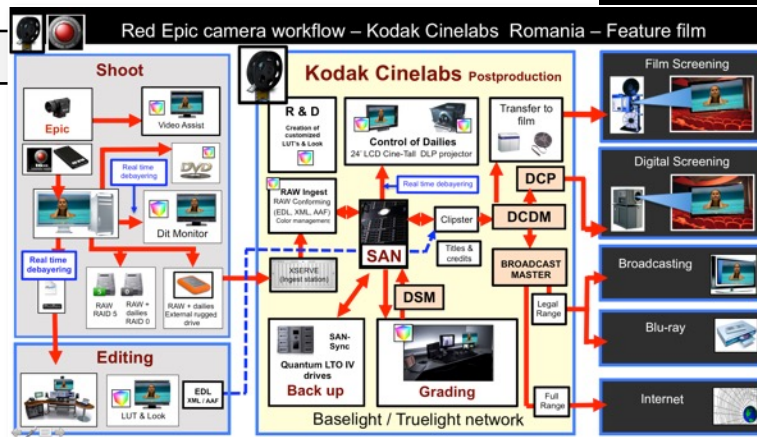 Red Epic camera workflow – Kodak Cinelabs Romania – Feature film
Shoot
Epic
Video Assist
Real time
debayering
DVD
Dit Monitor
Real time
debayering
RAW
RAID 5
RAW +
dailies
RAID 0
RAW + dailies
External rugged
drive
Editing
LUT & Look
EDL
XML / AAF
Kodak Cinelabs Postproduction
R & D
Creation of
customized
LUT's & Look
Control of Dailies
24' LCD Cine-Tall DLP projector
Transfer to
film
RAW Ingest
RAW Conforming
(EDL, XML, AAF)
Color management
Real time debayering
SAN
Clipster
DCP
DCDM
Titles &
credits
BROADCAST
MASTER
XSERVE
(Ingest station)
DSM
Legal
Range
SAN-
Sync
Quantum LTO IV
drives
Back up
Grading
Full
Range
Baselight / Truelight network
Film Screening
Digital Screening
Broadcasting
Blu-ray
Internet